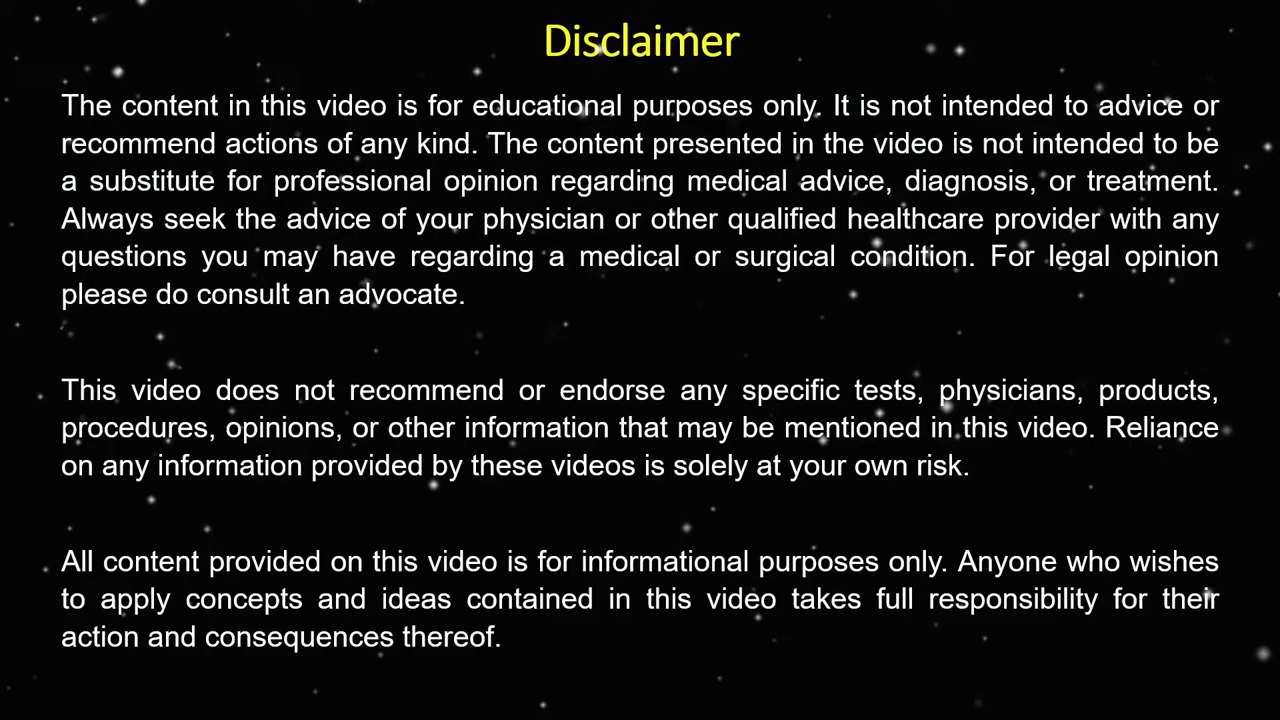 Disclaimer
The content in this video is for educational purposes only. It is not intended to advice or
recommend actions of any kind. The content presented in the video is not intended to be
a substitute for professional opinion regarding medical advice, diagnosis, or treatment.
Always seek the advice of your physician or other qualified healthcare provider with any
questions you may have regarding a medical or surgical condition. For legal opinion
please do consult an advocate.
This video does not recommend or endorse any specific tests, physicians, products,
procedures, opinions, or other information that may be mentioned in this video. Reliance
on any information provided by these videos is solely at your own risk.
All content provided on this video is for informational purposes only. Anyone who wishes
to apply concepts and ideas contained in this video takes full responsibility for their
action and consequences thereof.